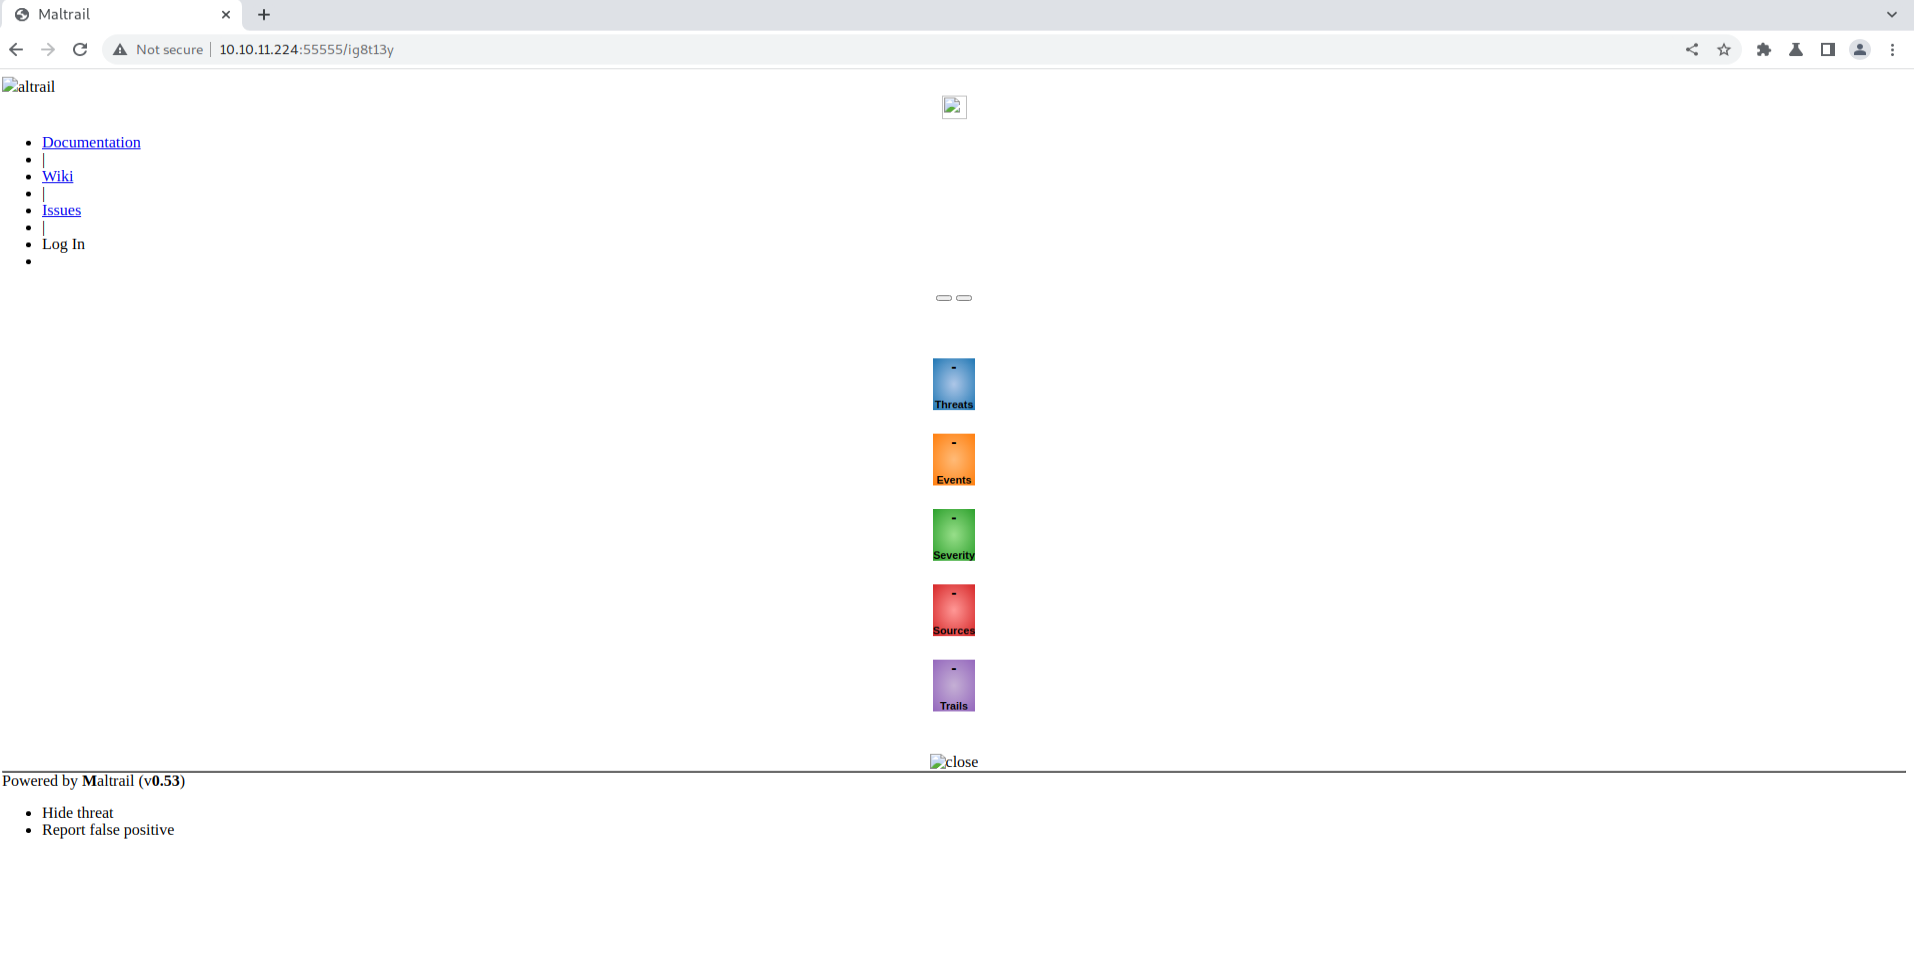 Maltrail
Not secure 10.10.11.224:55555/ig8t13y
altrail
Documentation
|
Wiki
|
Issues
|
Log In
-
Threats
-
Events
-
Severity
-
Sources
-
Trails
close
Powered by Maltrail (v0.53)
Hide threat
Report false positive